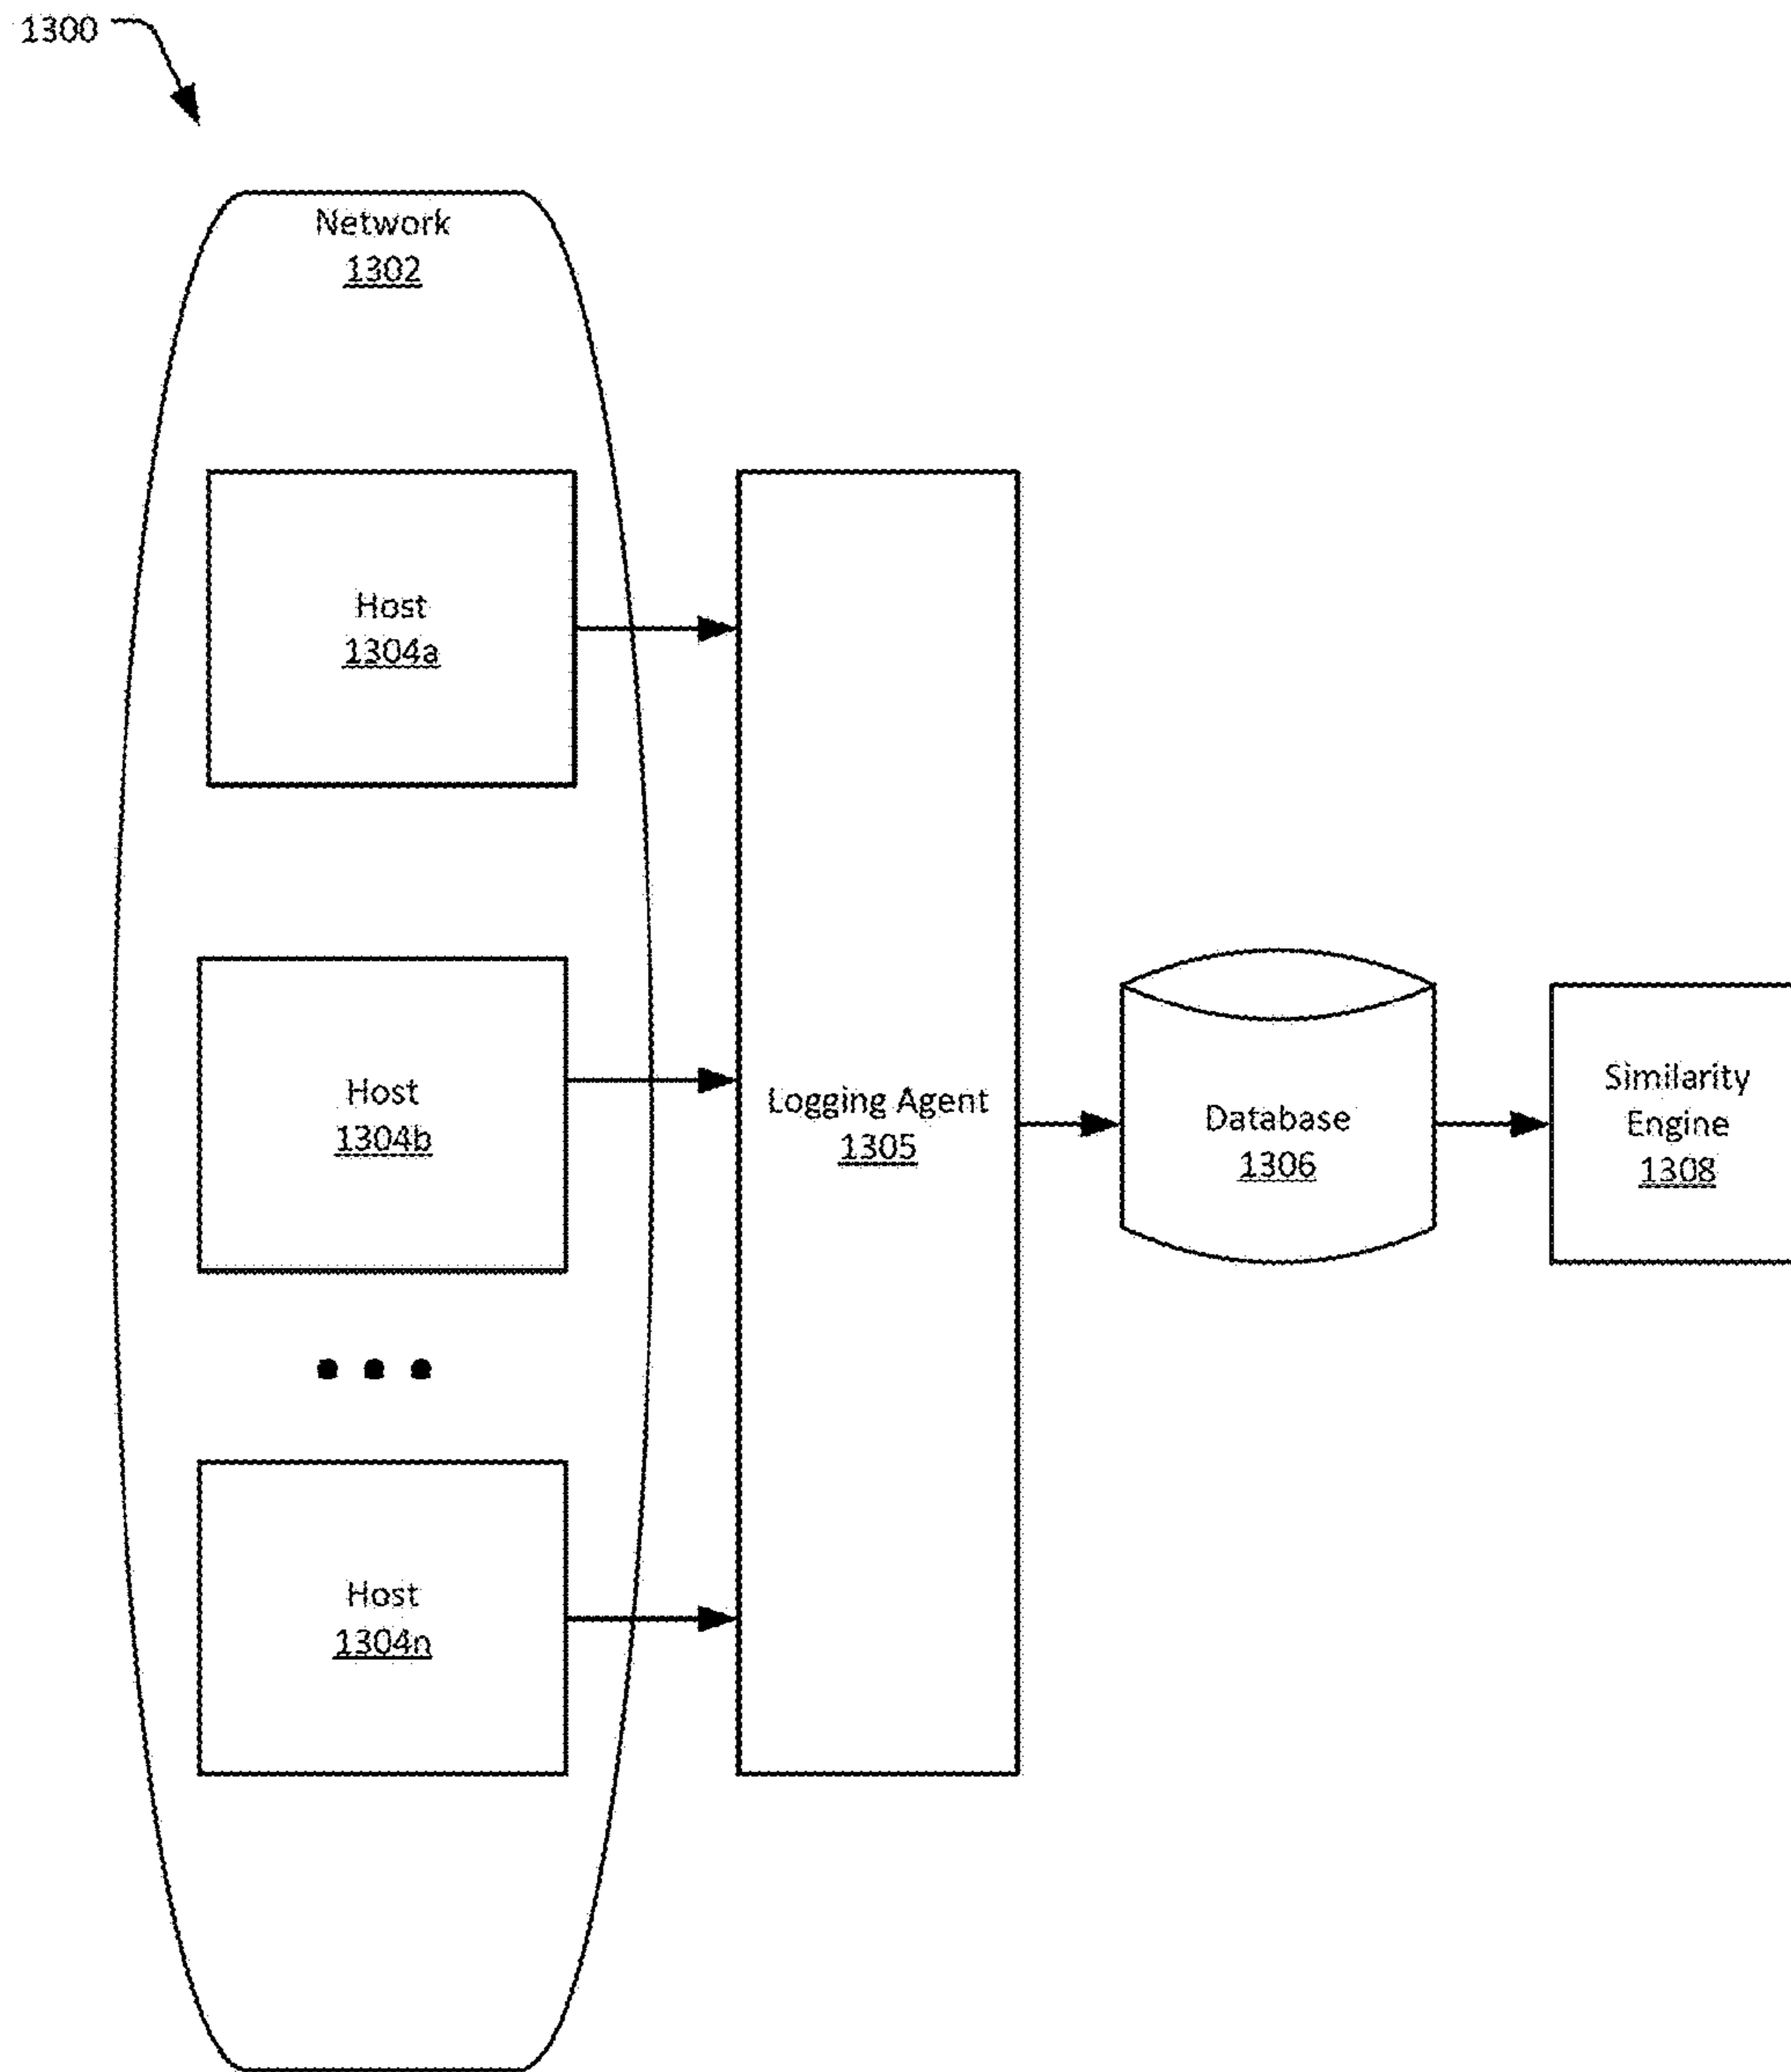 1300
Network
1302
Host
1304a
Host
1304b
Host
1304n
Logging Agent
1305
Database
1306
Similarity
Engine
1308